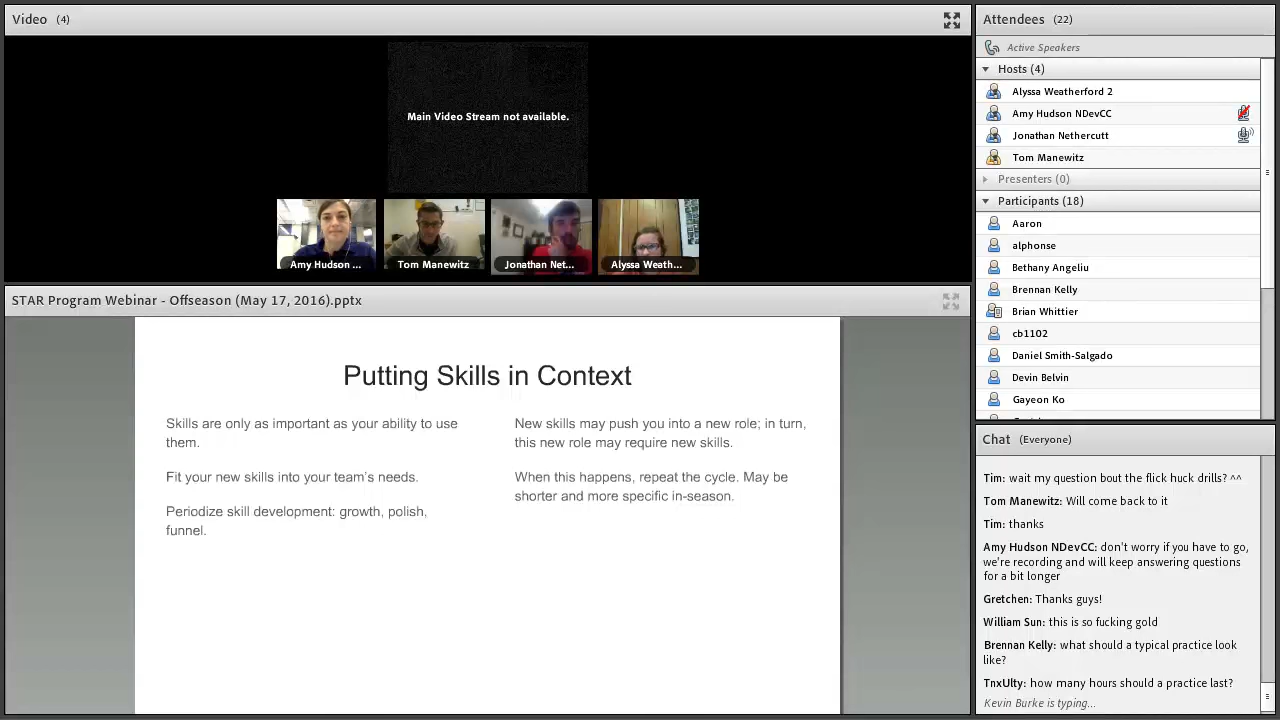 Video (4)
Main Video Stream not available.
Amy Hudson ...
Tom Manewitz
Jonathan Net...
Alyssa Weath...
STAR Program Webinar - Offseason (May 17, 2016).pptx
Putting Skills in Context
Skills are only as important as your ability to use
them.
Fit your new skills into your team's needs.
Periodize skill development: growth, polish,
funnel.
New skills may push you into a new role; in turn,
this new role may require new skills.
When this happens, repeat the cycle. May be
shorter and more specific in-season.
Attendees (22)
Active Speakers
Hosts (4)
Alyssa Weatherford 2
Amy Hudson NDevCC
Jonathan Nethercutt
Tom Manewitz
Presenters (0)
Participants (18)
Aaron
alphonse
Bethany Angeliu
Brennan Kelly
Brian Whittier
cb1102
Daniel Smith-Salgado
Devin Belvin
Gayeon Ko
Chat (Everyone)
Tim: wait my question bout the flick huck drills? ^^
Tom Manewitz: Will come back to it
Tim: thanks
Amy Hudson NDevCC: don't worry if you have to go,
we're recording and will keep answering questions
for a bit longer
Gretchen: Thanks guys!
William Sun: this is so fucking gold
Brennan Kelly: what should a typical practice look
like?
TnxUlty: how many hours should a practice last?
Kevin Burke is typing...